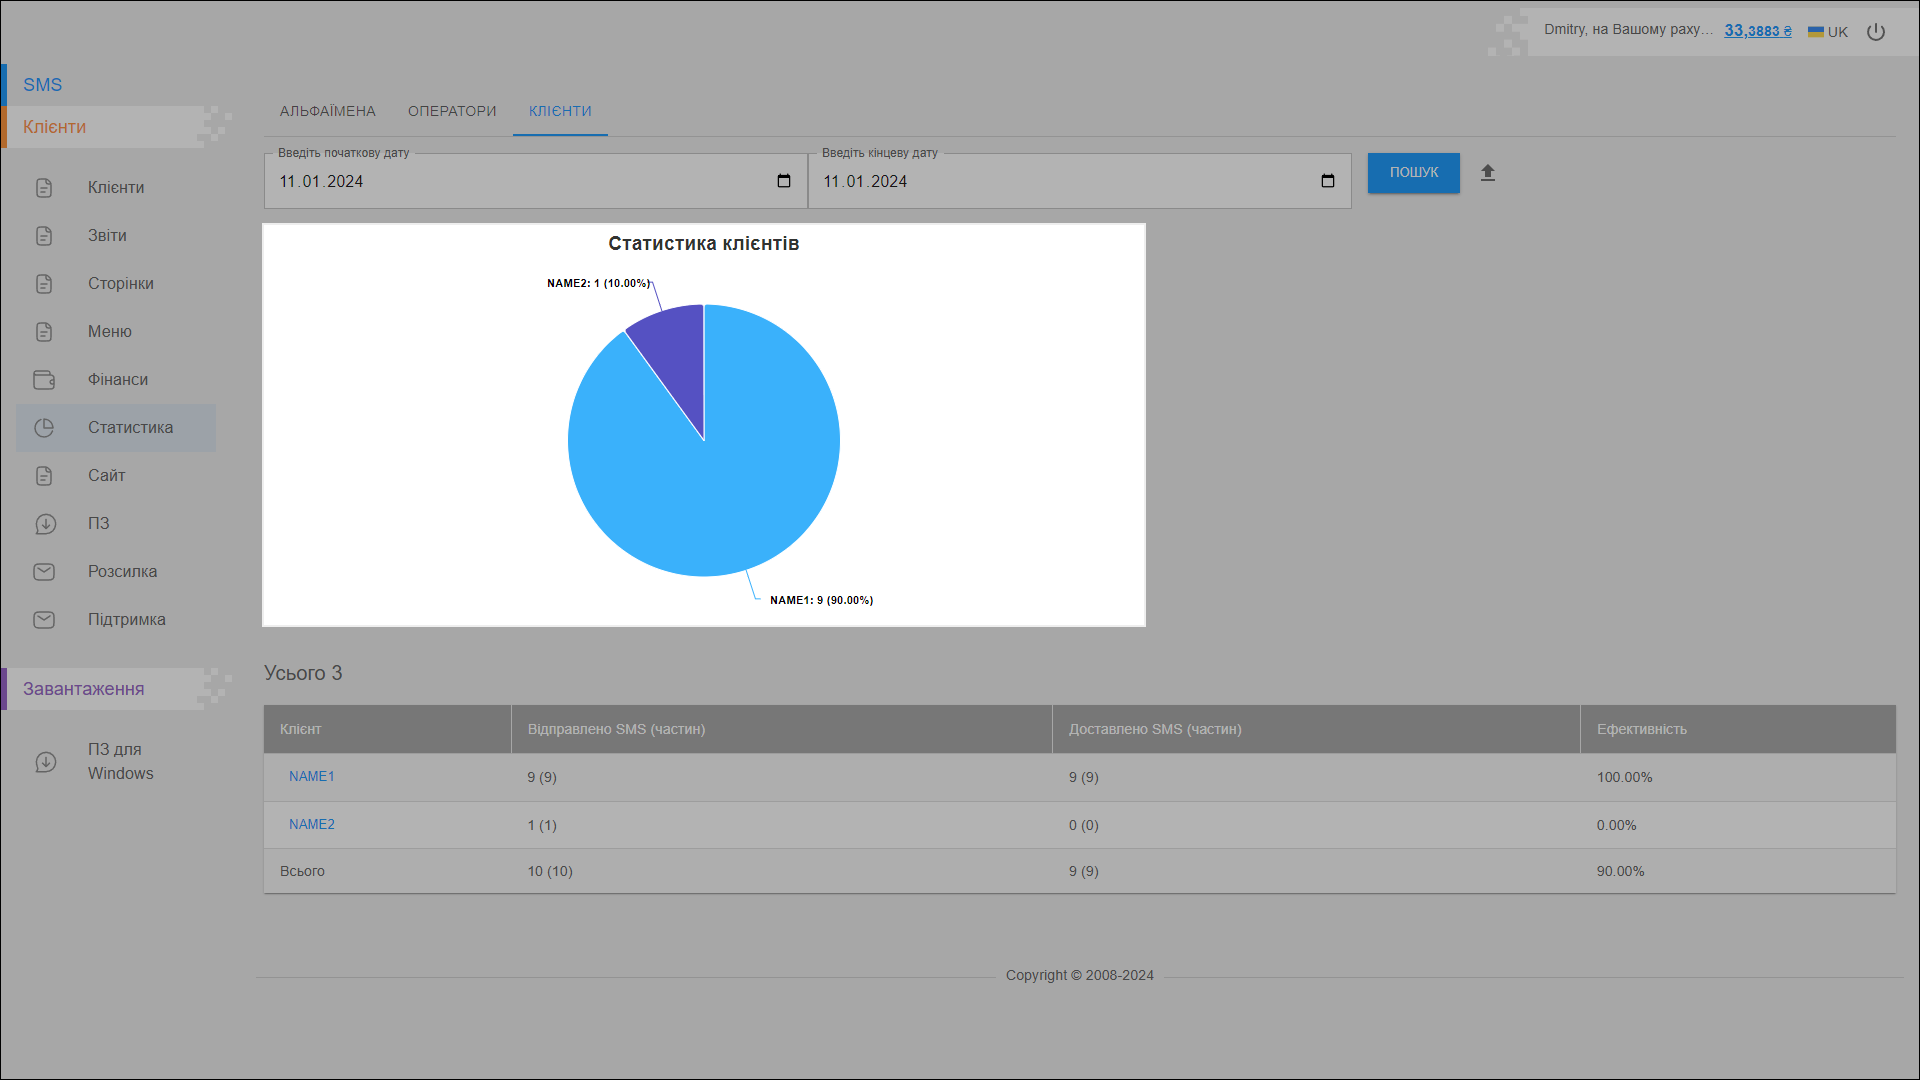 Dmitry, на Вашому раху... 33,3883 ₴ UK
SMS
Клієнти
Клієнти
Звіти
Сторінки
Меню
Фінанси
Статистика
Сайт
ПЗ
Розсилка
Підтримка
Завантаження
ПЗ для
Windows
АЛЬФАІМЕНА ОПЕРАТОРИ КЛІЄНТИ
Введіть початкову дату
11.01.2024
Введіть кінцеву дату
11.01.2024
ПОШУК
Статистика клієнтів
NAME2: 1 (10.00%)
NAME1: 9 (90.00%)
Усього 3
Клієнт Відправлено SMS (частин) Доставлено SMS (частин) Ефективність
NAME1 9 (9) 9 (9) 100.00%
NAME2 1 (1) 0 (0) 0.00%
Всього 10 (10) 9 (9) 90.00%
Copyright © 2008-2024